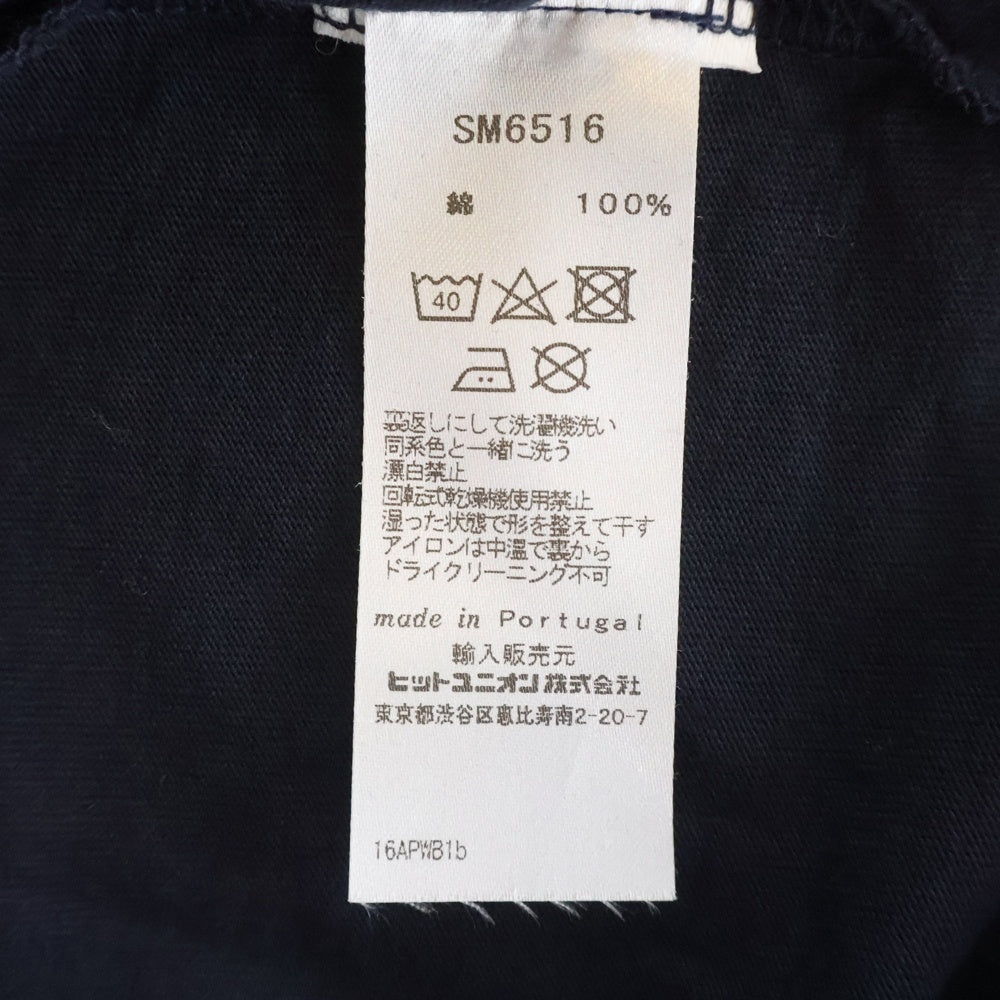 SM6516
綿 100%
40
裏返しにして洗濯機洗い
同系色と一緒に洗う
漂白禁止
回転式乾燥機使用禁止
湿った状態で形を整えて干す
アイロンは中温で裏から
ドライクリーニング不可
made in Portugal
輸入販売元
ヒットユニオン株式会社
東京都渋谷区恵比寿南2-20-7
16APWB1b